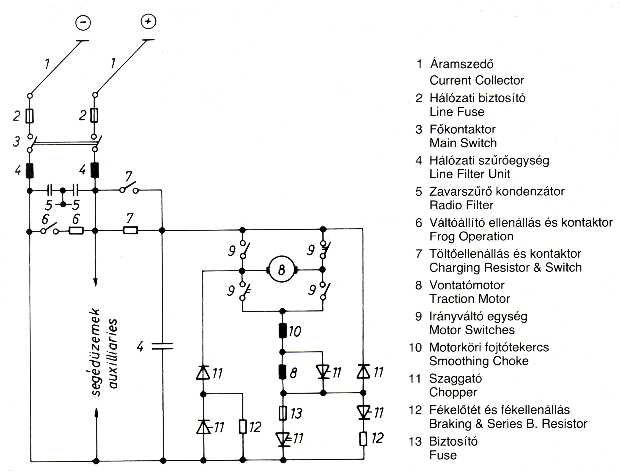 − +
1 1
2 2
3
4 4
5 5
7
6 6 7
9 9
8
9 9
4
segédüzemek
auxilliaries
10
11 8 11 11
11 12 13 11
11 12
1 Áramszedő
Current Collector
2 Hálózati biztosító
Line Fuse
3 Főkontaktor
Main Switch
4 Hálózati szűrőegység
Line Filter Unit
5 Zavarszűrő kondenzátor
Radio Filter
6 Váltóállító ellenállás és kontaktor
Frog Operation
7 Töltőellenállás és kontaktor
Charging Resistor & Switch
8 Vontatómotor
Traction Motor
9 Irányváltó egység
Motor Switches
10 Motorköri fojtótekercs
Smoothing Choke
11 Szaggató
Chopper
12 Fékelőtét és fékellenállás
Braking & Series B. Resistor
13 Biztosító
Fuse